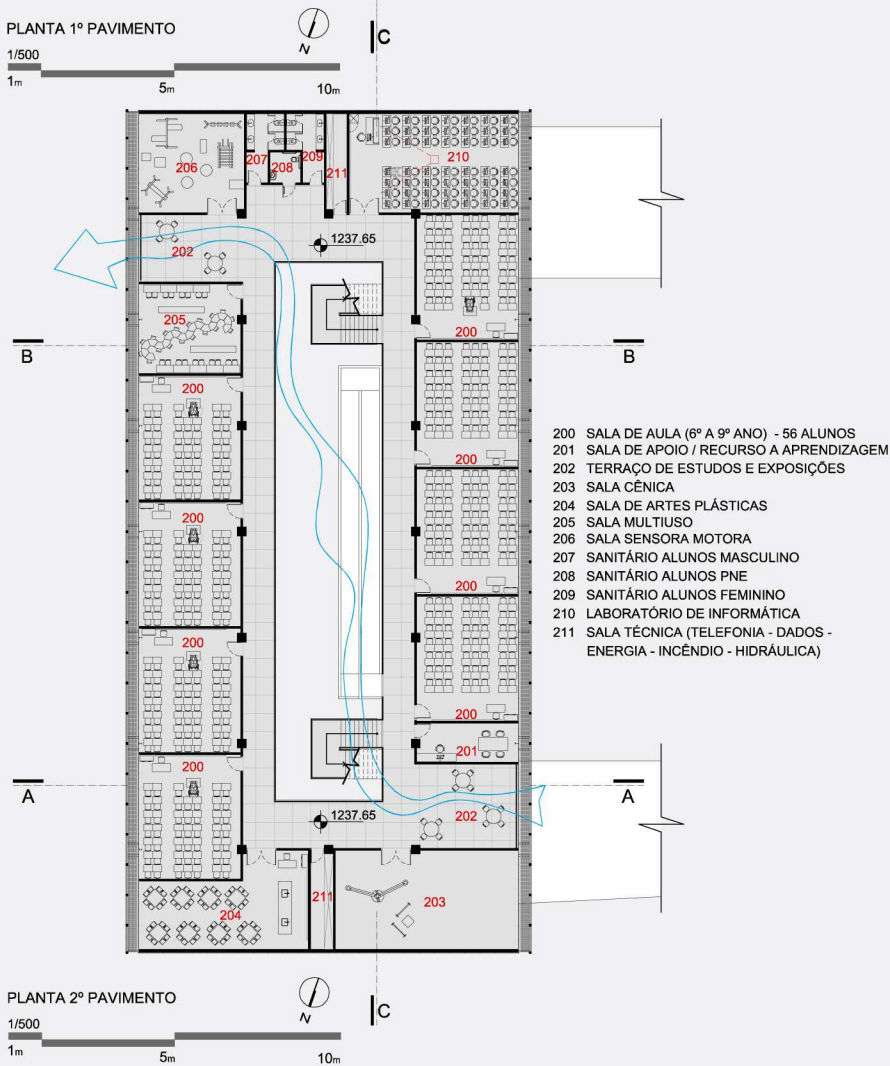 PLANTA 1º PAVIMENTO
1/500
1m 5m 10m
N
C
206
207
208
209
211
210
202
1237.65
205
200
B
B
200
200
200
200
200
200
200
200 SALA DE AULA (6º A 9º ANO) - 56 ALUNOS
201 SALA DE APOIO / RECURSO A APRENDIZAGEM
202 TERRAÇO DE ESTUDOS E EXPOSIÇÕES
203 SALA CÊNICA
204 SALA DE ARTES PLÁSTICAS
205 SALA MULTIUSO
206 SALA SENSORA MOTORA
207 SANITÁRIO ALUNOS MASCULINO
208 SANITÁRIO ALUNOS PNE
209 SANITÁRIO ALUNOS FEMININO
210 LABORATÓRIO DE INFORMÁTICA
211 SALA TÉCNICA (TELEFONIA - DADOS -
ENERGIA - INCÊNDIO - HIDRÁULICA)
201
A
A
202
1237.65
204
211
203
PLANTA 2º PAVIMENTO
1/500
1m 5m 10m
N
C